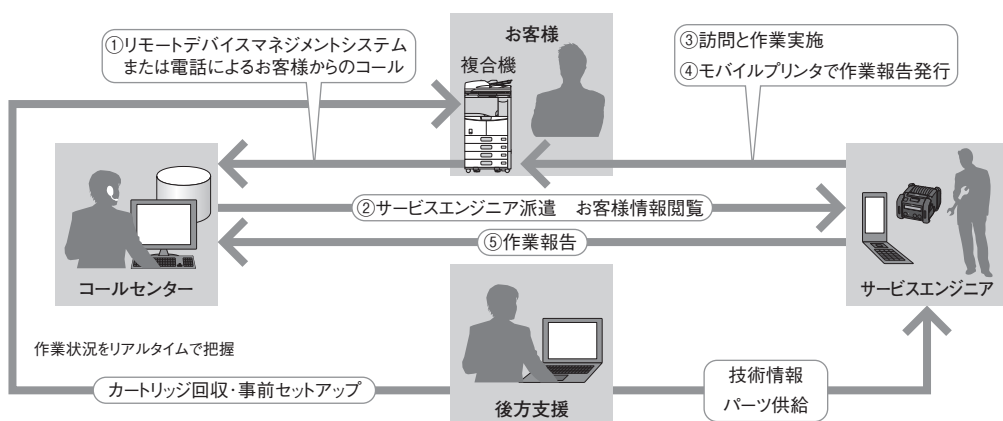 ①リモートデバイスマネジメントシステム
または電話によるお客様からのコール
お客様
複合機
③訪問と作業実施
④モバイルプリンタで作業報告発行
②サービスエンジニア派遣　お客様情報閲覧
⑤作業報告
コールセンター
サービスエンジニア
作業状況をリアルタイムで把握
カートリッジ回収・事前セットアップ
後方支援
技術情報
パーツ供給